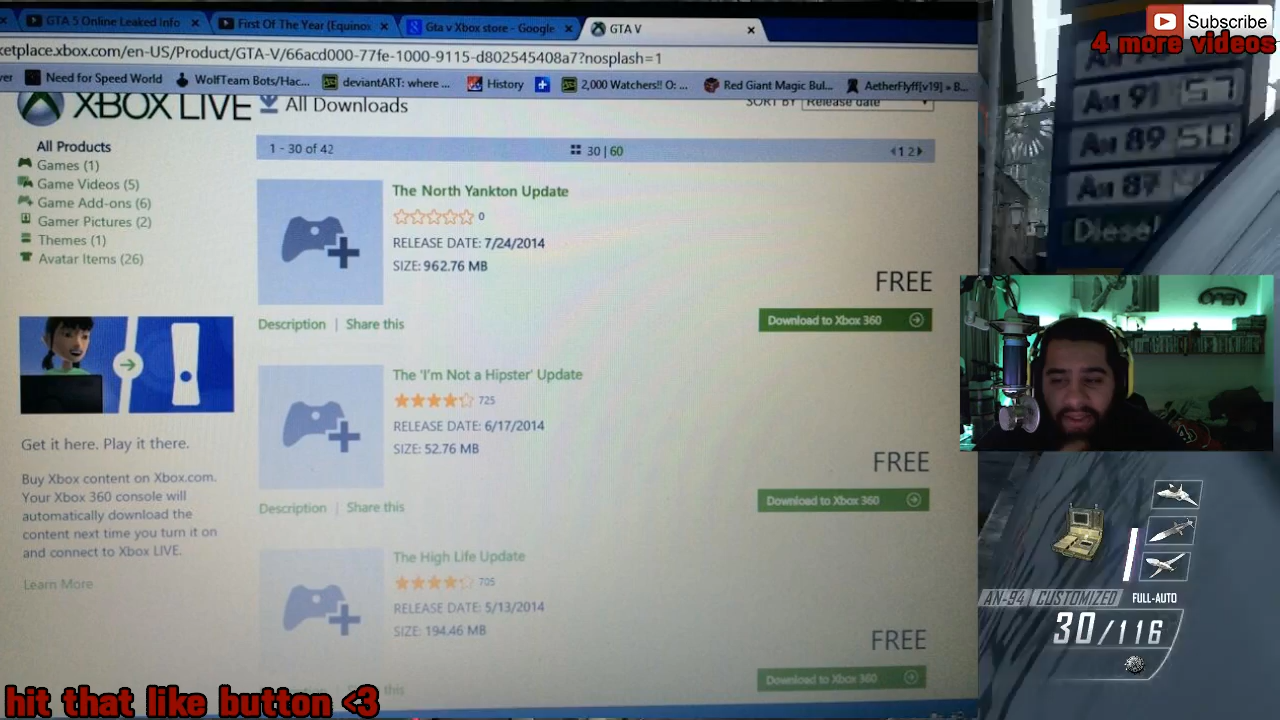 GTA 5 Online Leaked Info
First Of The Year (Equinox
Gta v Xbox store - Google
GTA V
Subscribe
4 more videos
etplace.xbox.com/en-US/Product/GTA-V/66acd000-77fe-1000-9115-d802545408a7?nosplash=1
ver
Need for Speed World
WolfTeam Bots/Hac...
deviantART: where ...
History
2,000 Watchers!! O: ...
Red Giant Magic Bul...
AetherFlyff[v19] » B...
XBOX LIVE
All Downloads
SORT BY Release date
All Products
Games (1)
Game Videos (5)
Game Add-ons (6)
Gamer Pictures (2)
Themes (1)
Avatar Items (26)
1 - 30 of 42
30 | 60
1 2
The North Yankton Update
0
RELEASE DATE: 7/24/2014
SIZE: 962.76 MB
FREE
Download to Xbox 360
Description | Share this
The 'I'm Not a Hipster' Update
725
RELEASE DATE: 6/17/2014
SIZE: 52.76 MB
FREE
Download to Xbox 360
Description | Share this
Get it here. Play it there.
Buy Xbox content on Xbox.com.
Your Xbox 360 console will
automatically download the
content next time you turn it on
and connect to Xbox LIVE.
Learn More
The High Life Update
705
RELEASE DATE: 5/13/2014
SIZE: 194.46 MB
FREE
Download to Xbox 360
this
Au 91
Au 89
Au 87
Diesel
OPEN
AN-94 CUSTOMIZED
FULL-AUTO
30/116
hit that like button <3